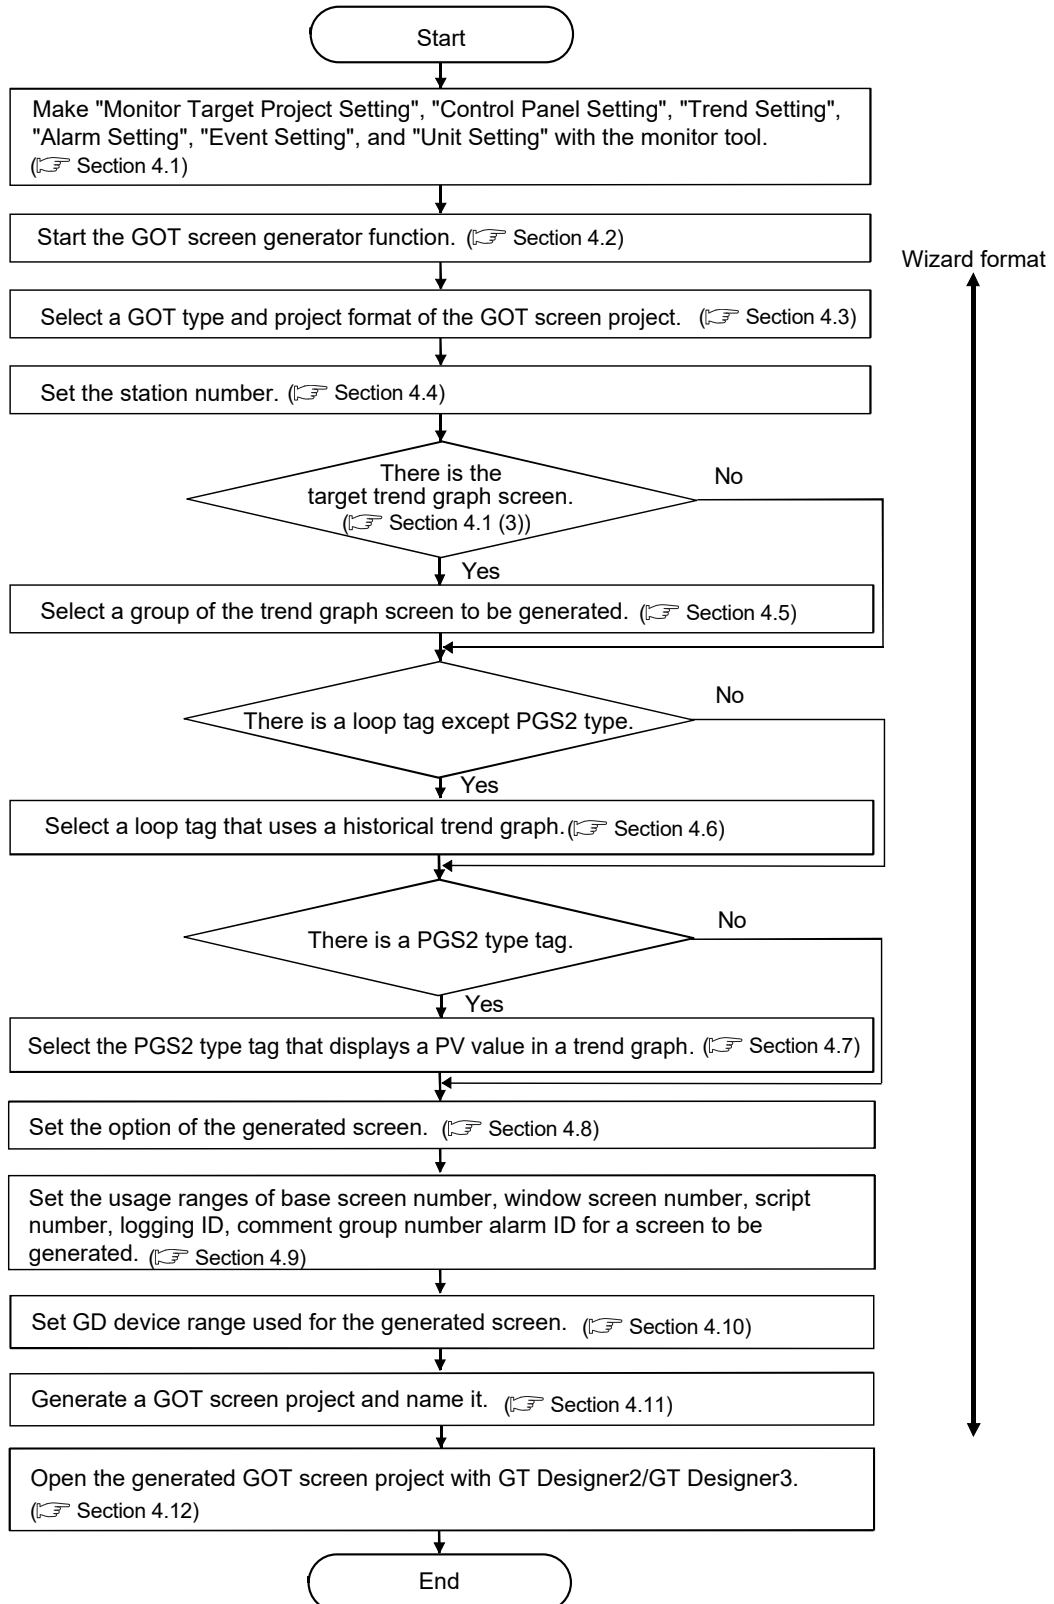 Start
Make "Monitor Target Project Setting", "Control Panel Setting", "Trend Setting",
"Alarm Setting", "Event Setting", and "Unit Setting" with the monitor tool.
(☞ Section 4.1)
Start the GOT screen generator function. (☞ Section 4.2)
Wizard format
Select a GOT type and project format of the GOT screen project. (☞ Section 4.3)
Set the station number. (☞ Section 4.4)
There is the
target trend graph screen.
(☞ Section 4.1 (3))
No
Yes
Select a group of the trend graph screen to be generated. (☞ Section 4.5)
There is a loop tag except PGS2 type.
No
Yes
Select a loop tag that uses a historical trend graph.(☞ Section 4.6)
There is a PGS2 type tag.
No
Yes
Select the PGS2 type tag that displays a PV value in a trend graph. (☞ Section 4.7)
Set the option of the generated screen. (☞ Section 4.8)
Set the usage ranges of base screen number, window screen number, script
number, logging ID, comment group number alarm ID for a screen to be
generated. (☞ Section 4.9)
Set GD device range used for the generated screen. (☞ Section 4.10)
Generate a GOT screen project and name it. (☞ Section 4.11)
Open the generated GOT screen project with GT Designer2/GT Designer3.
(☞ Section 4.12)
End